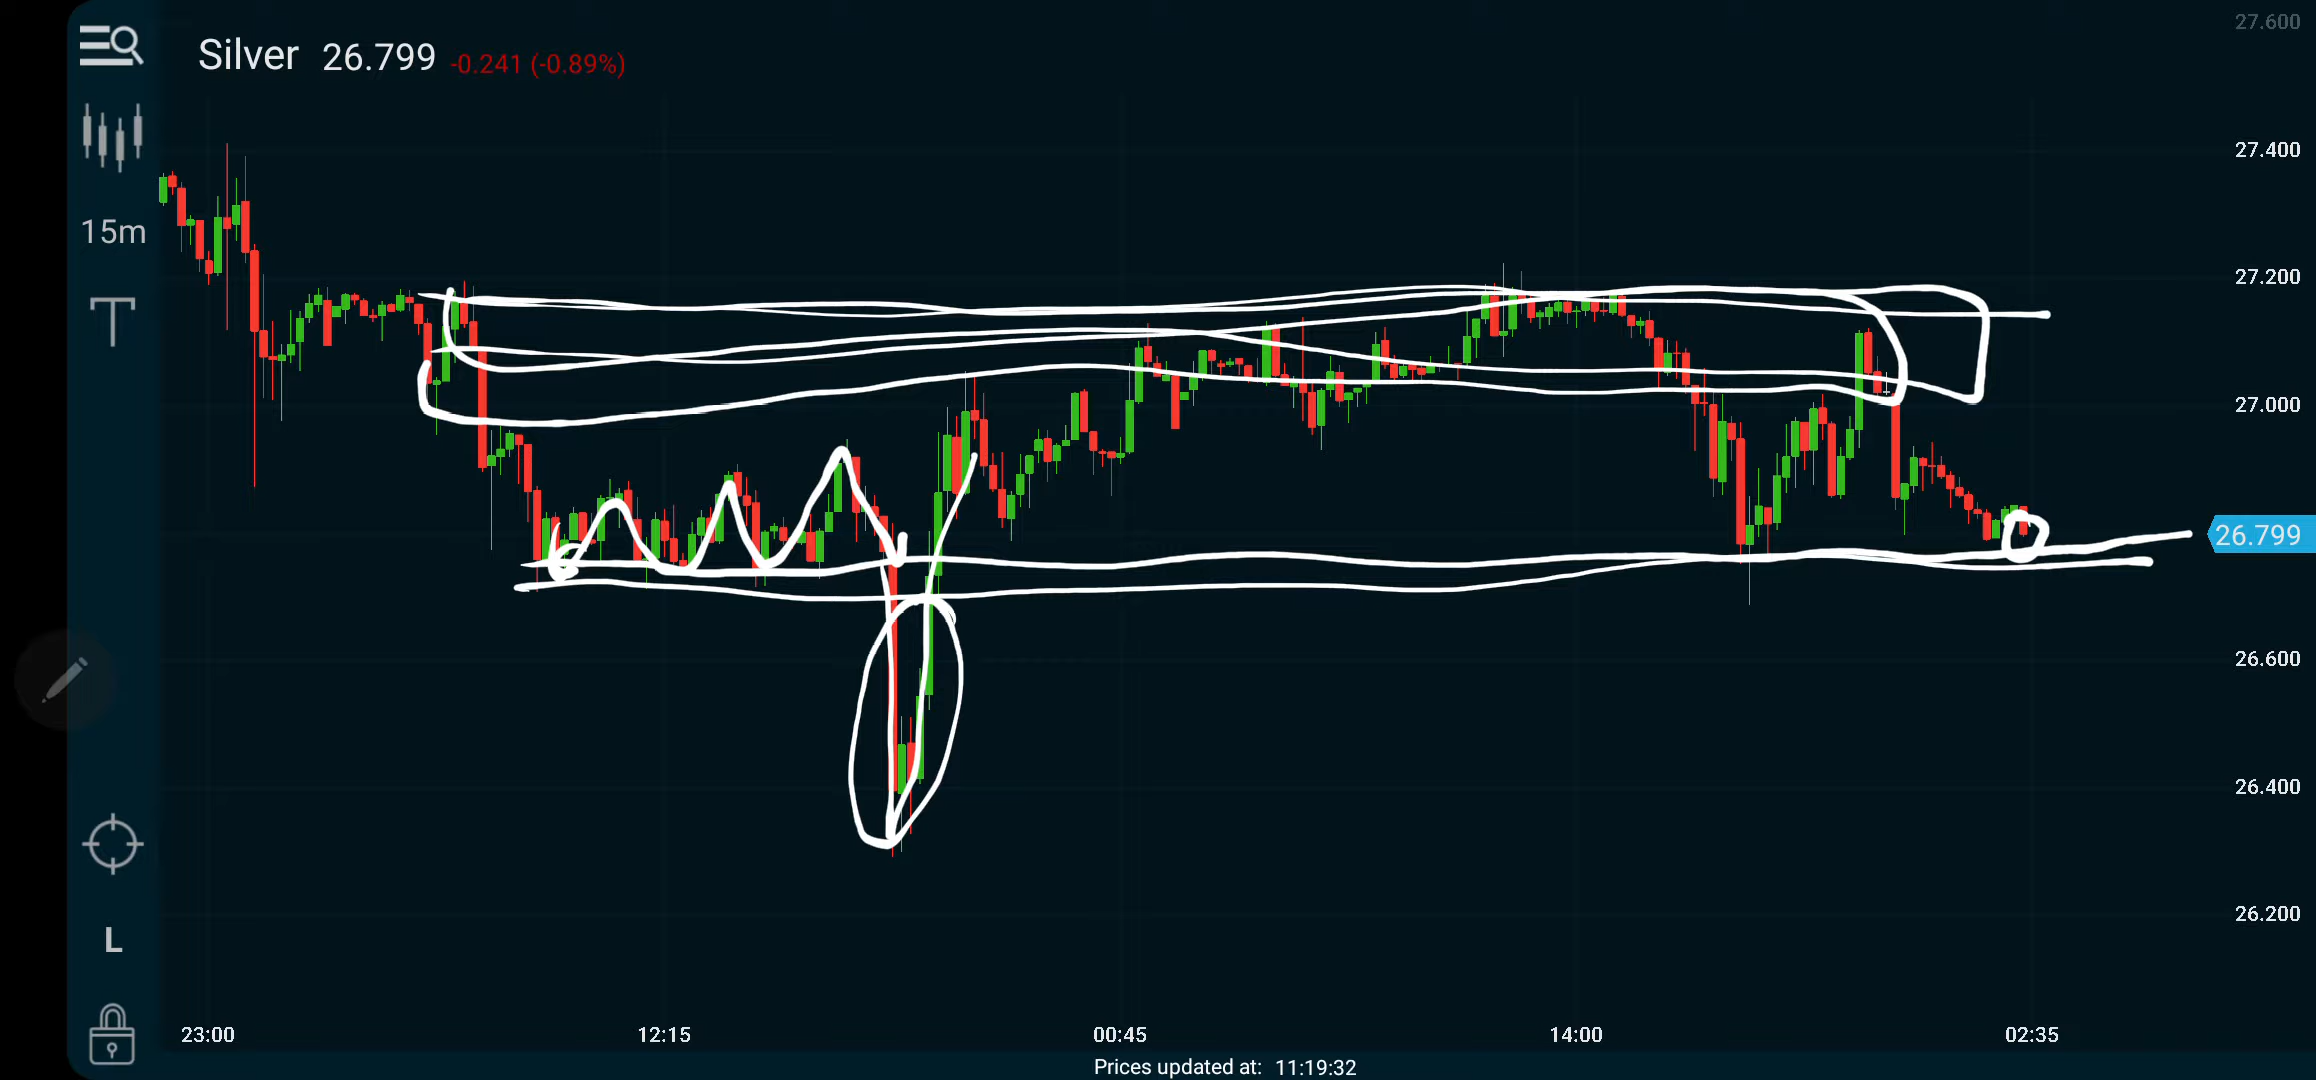 Silver 26.799 -0.241 (-0.89%)
15m
T
L
27.600
27.400
27.200
27.000
26.799
26.600
26.400
26.200
23:00 12:15 00:45 14:00 02:35
Prices updated at: 11:19:32